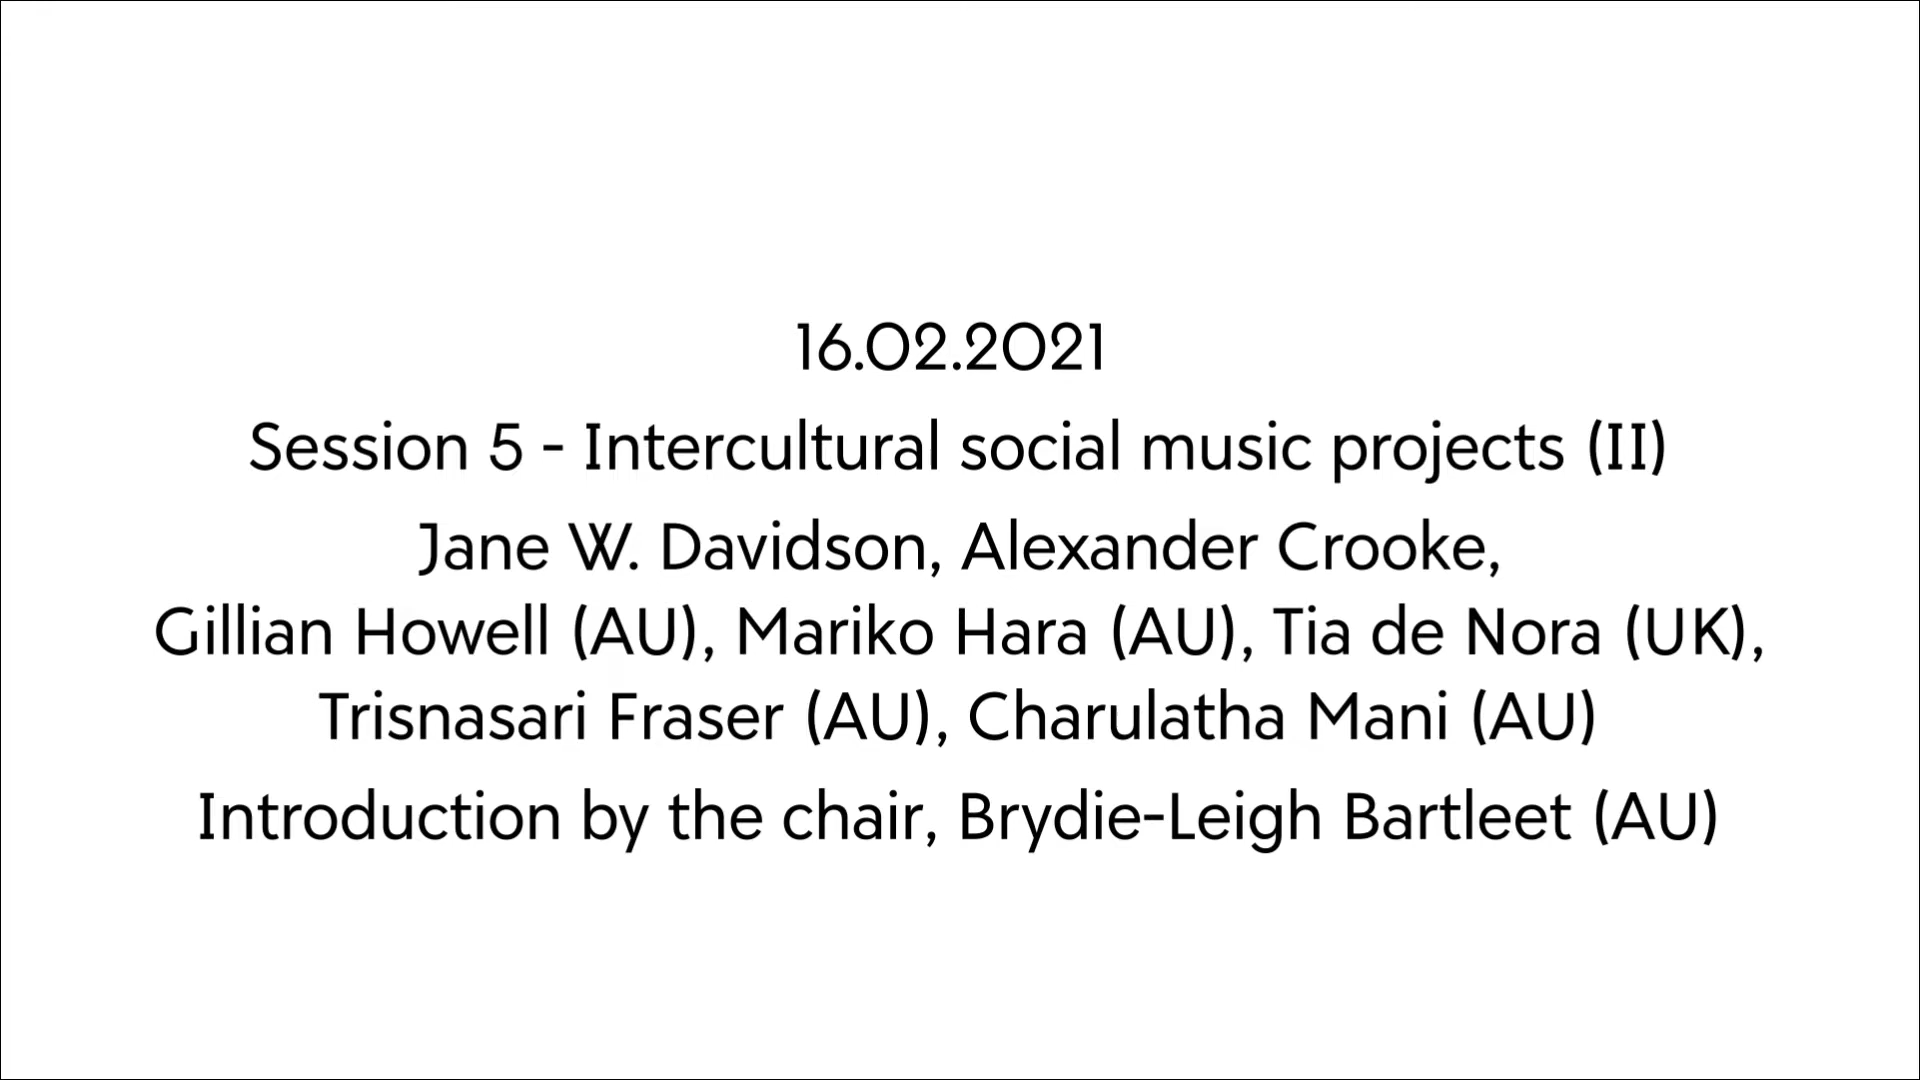 16.02.2021
Session 5 - Intercultural social music projects (II)
Jane W. Davidson, Alexander Crooke,
Gillian Howell (AU), Mariko Hara (AU), Tia de Nora (UK),
Trisnasari Fraser (AU), Charulatha Mani (AU)
Introduction by the chair, Brydie-Leigh Bartleet (AU)